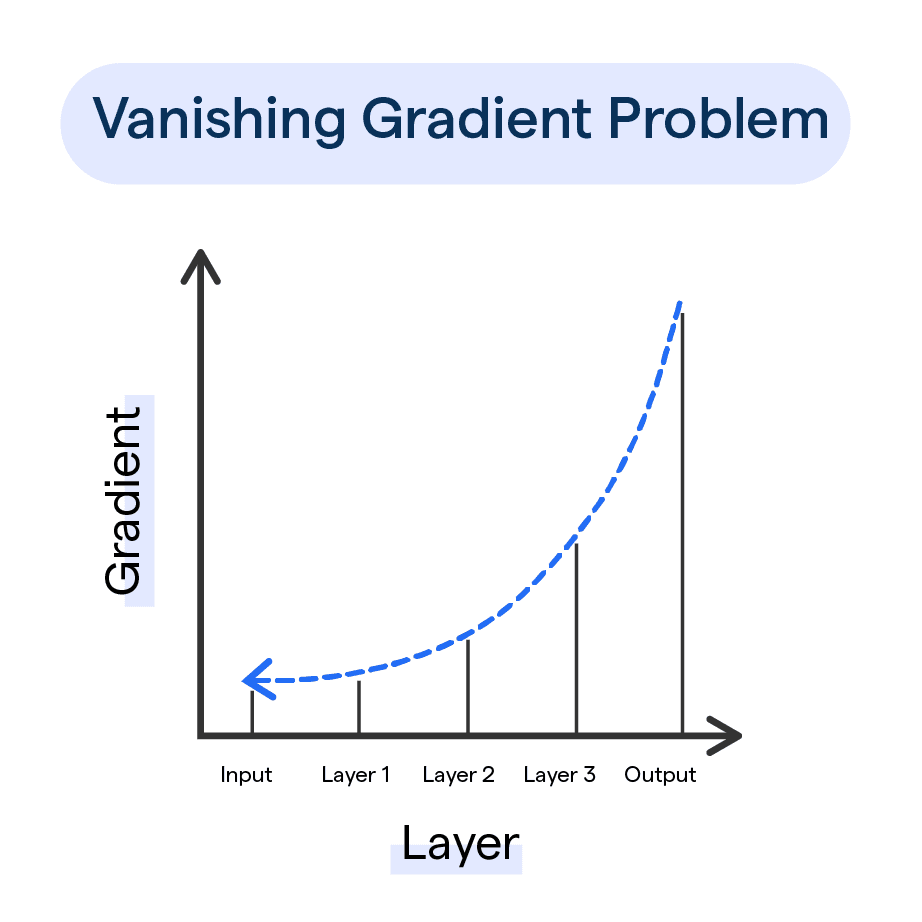 Vanishing Gradient Problem
Gradient
Input
Layer 1
Layer 2
Layer 3
Output
Layer